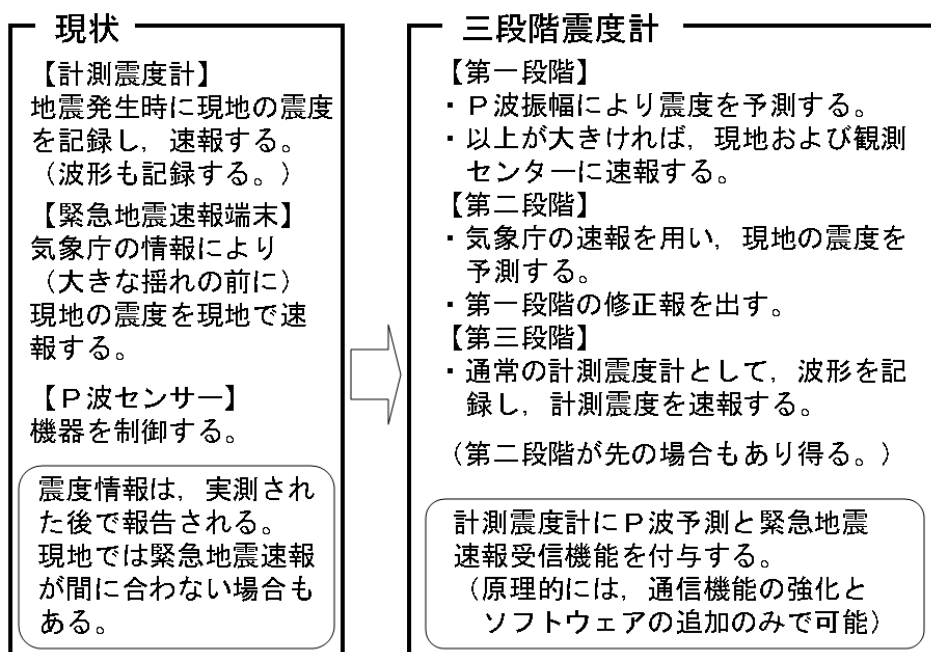 現状
【計測震度計】
地震発生時に現地の震度
を記録し，速報する。
（波形も記録する。）
【緊急地震速報端末】
気象庁の情報により
（大きな揺れの前に）
現地の震度を現地で速
報する。
【Ｐ波センサー】
機器を制御する。
震度情報は，実測され
た後で報告される。
現地では緊急地震速報
が間に合わない場合も
ある。
三段階震度計
【第一段階】
・Ｐ波振幅により震度を予測する。
・以上が大きければ，現地および観測
センターに速報する。
【第二段階】
・気象庁の速報を用い，現地の震度を
予測する。
・第一段階の修正報を出す。
【第三段階】
・通常の計測震度計として，波形を記
録し，計測震度を速報する。
（第二段階が先の場合もあり得る。）
計測震度計にＰ波予測と緊急地震
速報受信機能を付与する。
（原理的には，通信機能の強化と
ソフトウェアの追加のみで可能）